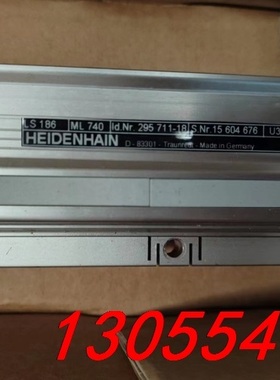 LS 186 ML 740 Id.Nr. 295 711-18 S.Nr 15 604 676 U3
HEIDENHAIN D - 83301 - Traunreut - Made in Germany
130554